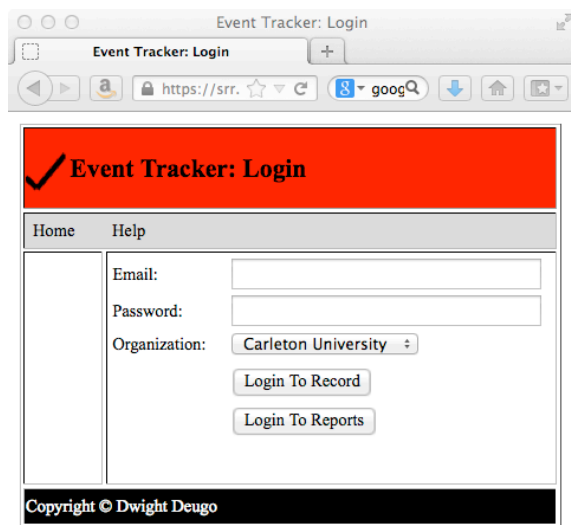 Event Tracker: Login
Event Tracker: Login
https://srr.
goog
Event Tracker: Login
Home Help
Email:
Password:
Organization: Carleton University
Login To Record
Login To Reports
Copyright © Dwight Deugo